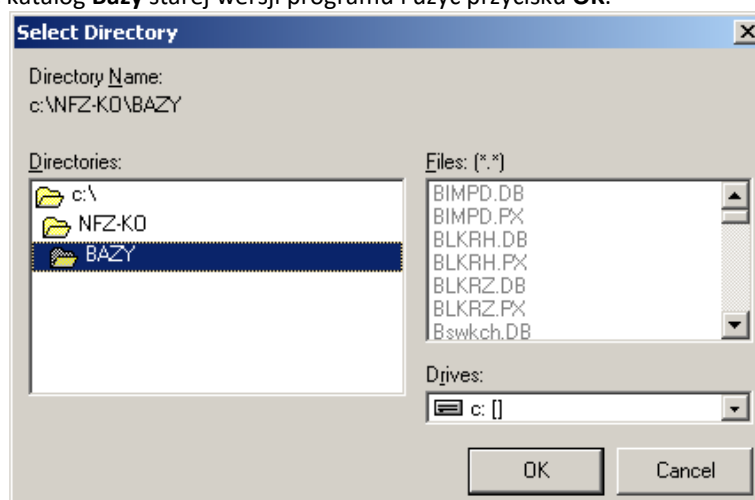 katalog Bazy starej wersji programu i użyć przycisku OK.
Select Directory
Directory Name:
c:\NFZ-KO\BAZY
Directories:
c:\
NFZ-KO
BAZY
Files: (*.*)
BIMPD.DB
BIMPD.PX
BLKRH.DB
BLKRH.PX
BLKRZ.DB
BLKRZ.PX
Bswkch.DB
Drives:
c: []
OK
Cancel